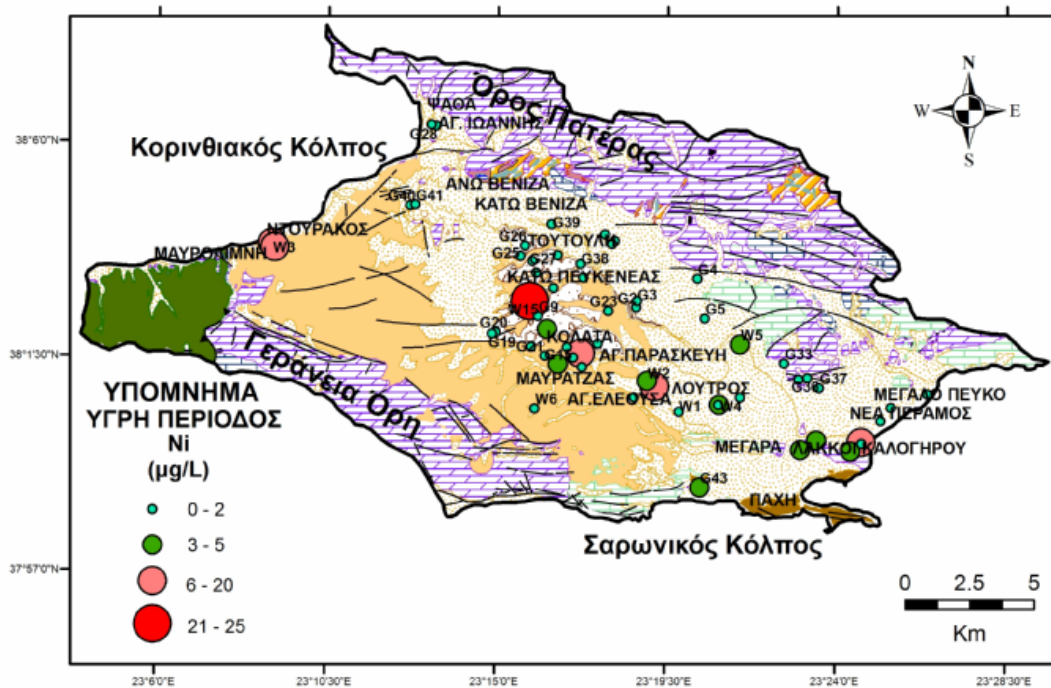 N
W
E
S
Όρος Πατέρας
ΨΑΘΑ
ΑΓ. ΙΩΑΝΝΗΣ
G28
38°6'0"N
Κορινθιακός Κόλπος
ΑΝΩ ΒΕΝΙΖΑ
G40
G41
ΚΑΤΩ ΒΕΝΙΖΑ
G39
ΝΤΟΥΡΑΚΟΣ
G26
ΤΟΥΤΟΥΛΗ
ΜΑΥΡΟΛΙΜΝΗ
W3
G25
G27
G38
ΚΑΤΩ ΠΕΥΚΕΝΕΑΣ
G4
W15
G9
G23
G2
G3
G5
G20
G19
G21
ΚΟΛΑΤΑ
W5
38°1'30"N
ΑΓ.ΠΑΡΑΣΚΕΥΗ
G33
Γεράνεια Όρη
ΜΑΥΡΑΤΖΑΣ
W2
ΛΟΥΤΡΟΣ
G36
G37
ΑΓ.ΕΛΕΟΥΣΑ
ΜΕΓΑΛΟ ΠΕΥΚΟ
W6
W1
W4
ΝΕΑ ΠΕΡΑΜΟΣ
ΜΕΓΑΡΑ
ΛΑΚΚΟΙ
ΚΑΛΟΓΗΡΟΥ
G43
ΠΑΧΗ
Σαρωνικός Κόλπος
37°57'0"N
ΥΠΟΜΝΗΜΑ
ΥΓΡΗ ΠΕΡΙΟΔΟΣ
Ni
(μg/L)
0 - 2
3 - 5
6 - 20
21 - 25
0 2.5 5
Km
23°6'0"E 23°10'30"E 23°15'0"E 23°19'30"E 23°24'0"E 23°28'30"E